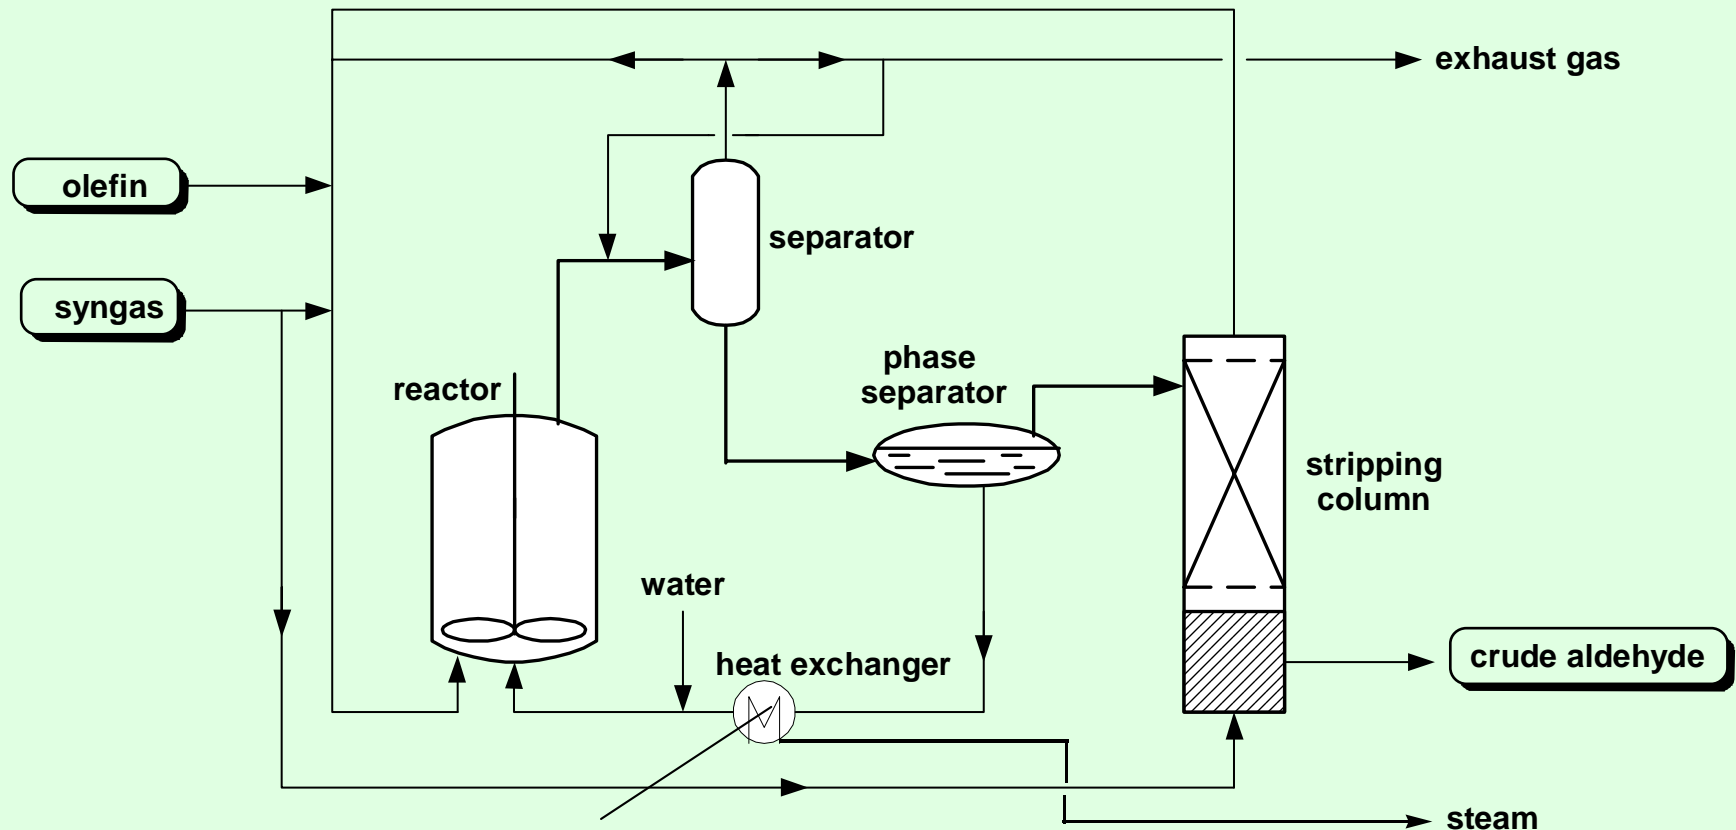 exhaust gas
olefin
separator
syngas
phase
separator
reactor
stripping
column
water
heat exchanger
crude aldehyde
steam